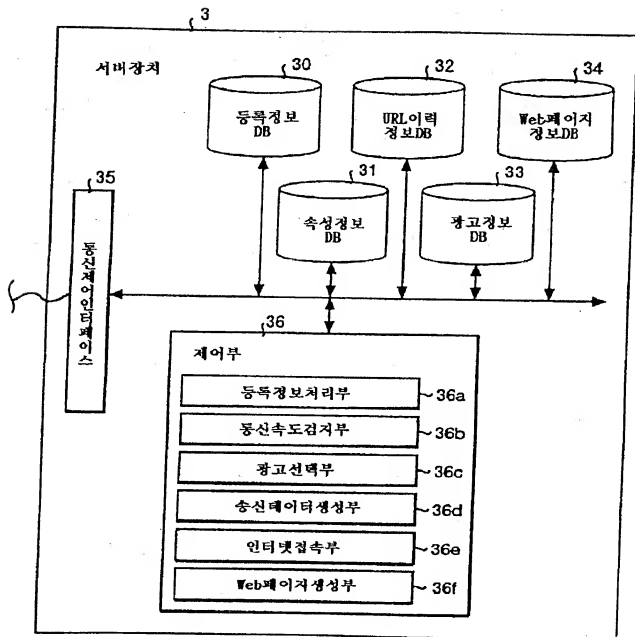 3
서버장치
30
등록정보
DB
32
URL이력
정보DB
34
Web페이지
정보DB
31
속성정보
DB
33
광고정보
DB
35
통신제어인터페이스
36
제어부
등록정보처리부
36a
통신속도검지부
36b
광고선택부
36c
송신데이터생성부
36d
인터넷접속부
36e
Web페이지생성부
36f